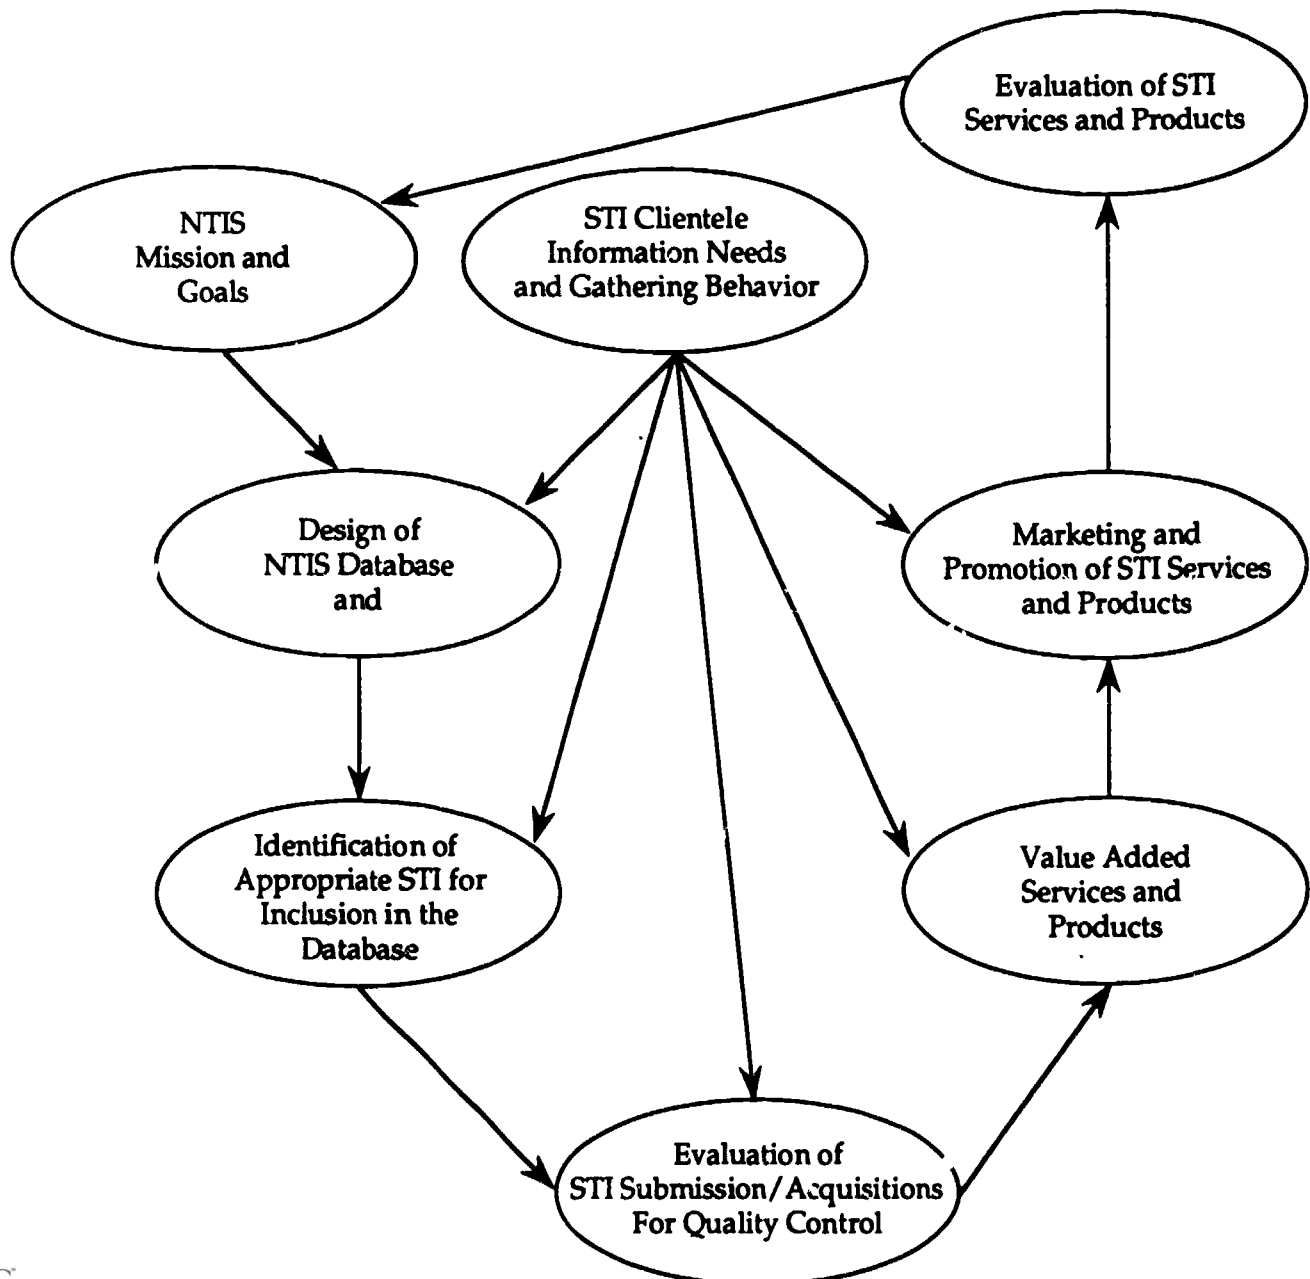 Evaluation of STI
Services and Products
NTIS
Mission and
Goals
STI Clientele
Information Needs
and Gathering Behavior
Design of
NTIS Database
and
Marketing and
Promotion of STI Services
and Products
Identification of
Appropriate STI for
Inclusion in the
Database
Value Added
Services and
Products
Evaluation of
STI Submission/Acquisitions
For Quality Control